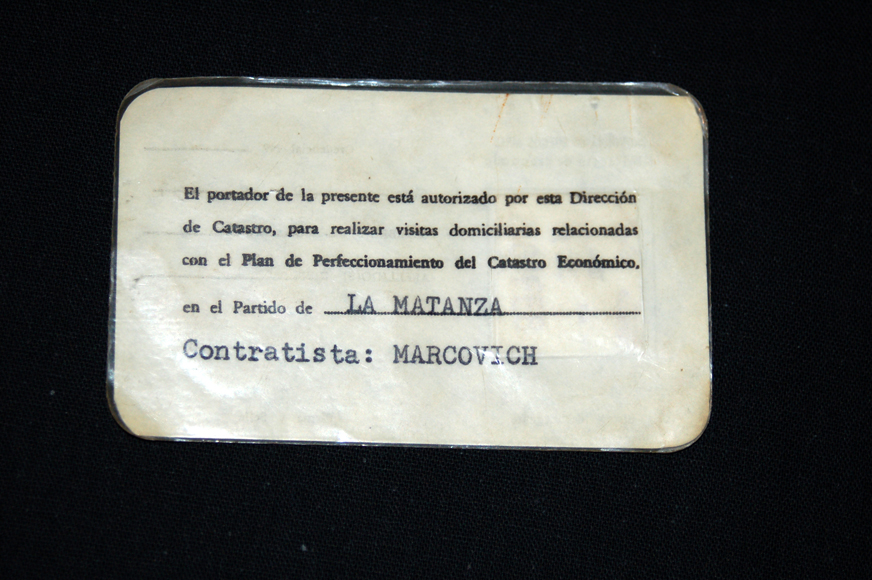 El portador de la presente está autorizado por esta Dirección
de Catastro, para realizar visitas domiciliarias relacionadas
con el Plan de Perfeccionamiento del Catastro Económico,
en el Partido de LA MATANZA
Contratista: MARCOVICH